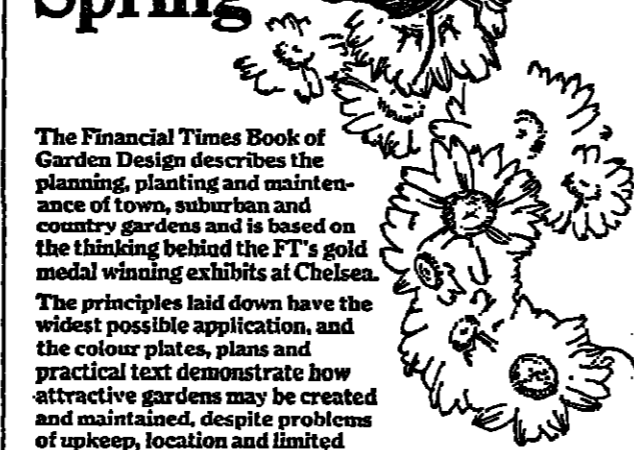 Spring
The Financial Times Book of
Garden Design describes the
planning, planting and mainten-
ance of town, suburban and
country gardens and is based on
the thinking behind the FT's gold
medal winning exhibits at Chelsea.
The principles laid down have the
widest possible application, and
the colour plates, plans and
practical text demonstrate how
attractive gardens may be created
and maintained, despite problems
of upkeep, location and limited